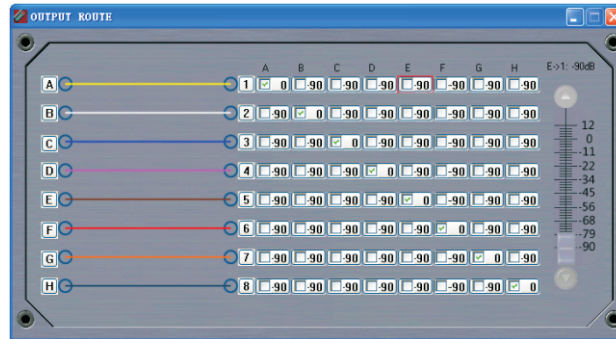 OUTPUT ROUTE
A B C D E F G H E->1: -90dB
A 1 0 -90 -90 -90 -90 -90 -90 -90
B 2 -90 0 -90 -90 -90 -90 -90 -90
C 3 -90 -90 0 -90 -90 -90 -90 -90
D 4 -90 -90 -90 0 -90 -90 -90 -90
E 5 -90 -90 -90 -90 0 -90 -90 -90
F 6 -90 -90 -90 -90 -90 0 -90 -90
G 7 -90 -90 -90 -90 -90 -90 0 -90
H 8 -90 -90 -90 -90 -90 -90 -90 0
12
0
-11
-22
-34
-45
-56
-68
-79
-90